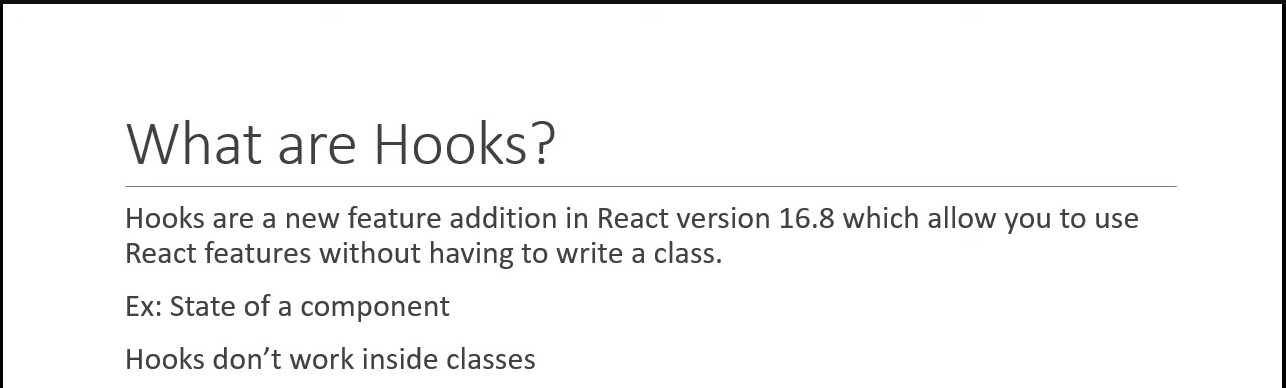 What are Hooks?
Hooks are a new feature addition in React version 16.8 which allow you to use
React features without having to write a class.
Ex: State of a component
Hooks don’t work inside classes